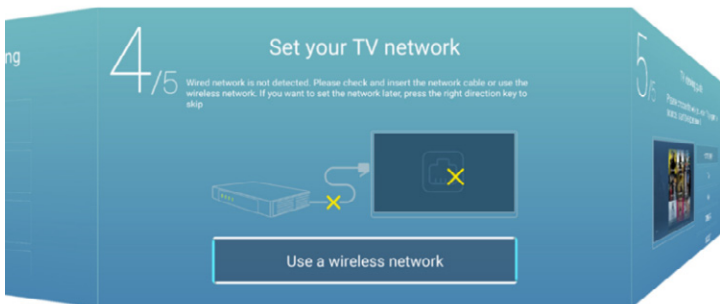 ng
4/5
Set your TV network
Wired network is not detected. Please check and insert the network cable or use the
wireless network. If you want to set the network later, press the right direction key to
skip
Use a wireless network
5/5